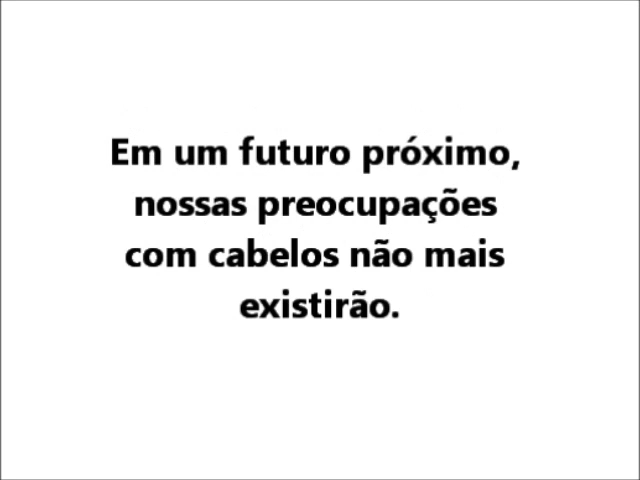 Em um futuro próximo,
nossas preocupações
com cabelos não mais
existirão.